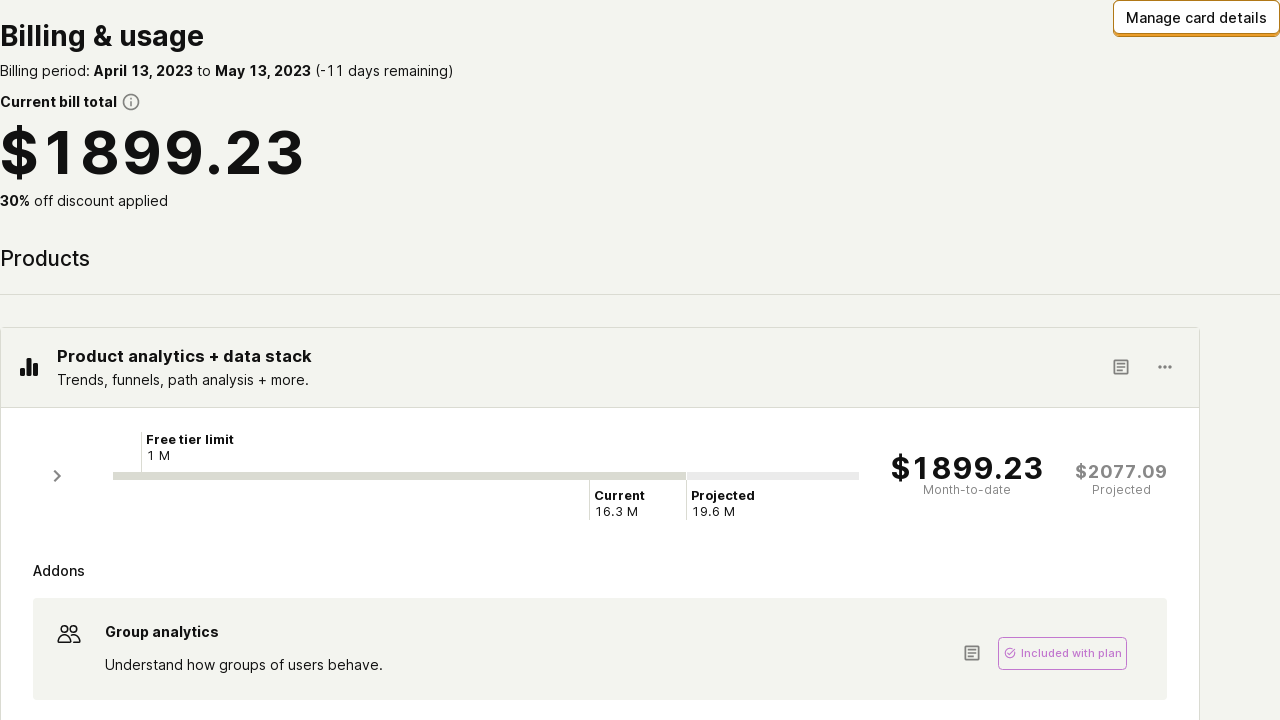 Manage card details
Billing & usage
Billing period: April 13, 2023 to May 13, 2023 (-11 days remaining)
Current bill total
$1899.23
30% off discount applied
Products
Product analytics + data stack
Trends, funnels, path analysis + more.
Free tier limit
1 M
Current
16.3 M
Projected
19.6 M
$1899.23
Month-to-date
$2077.09
Projected
Addons
Group analytics
Understand how groups of users behave.
Included with plan